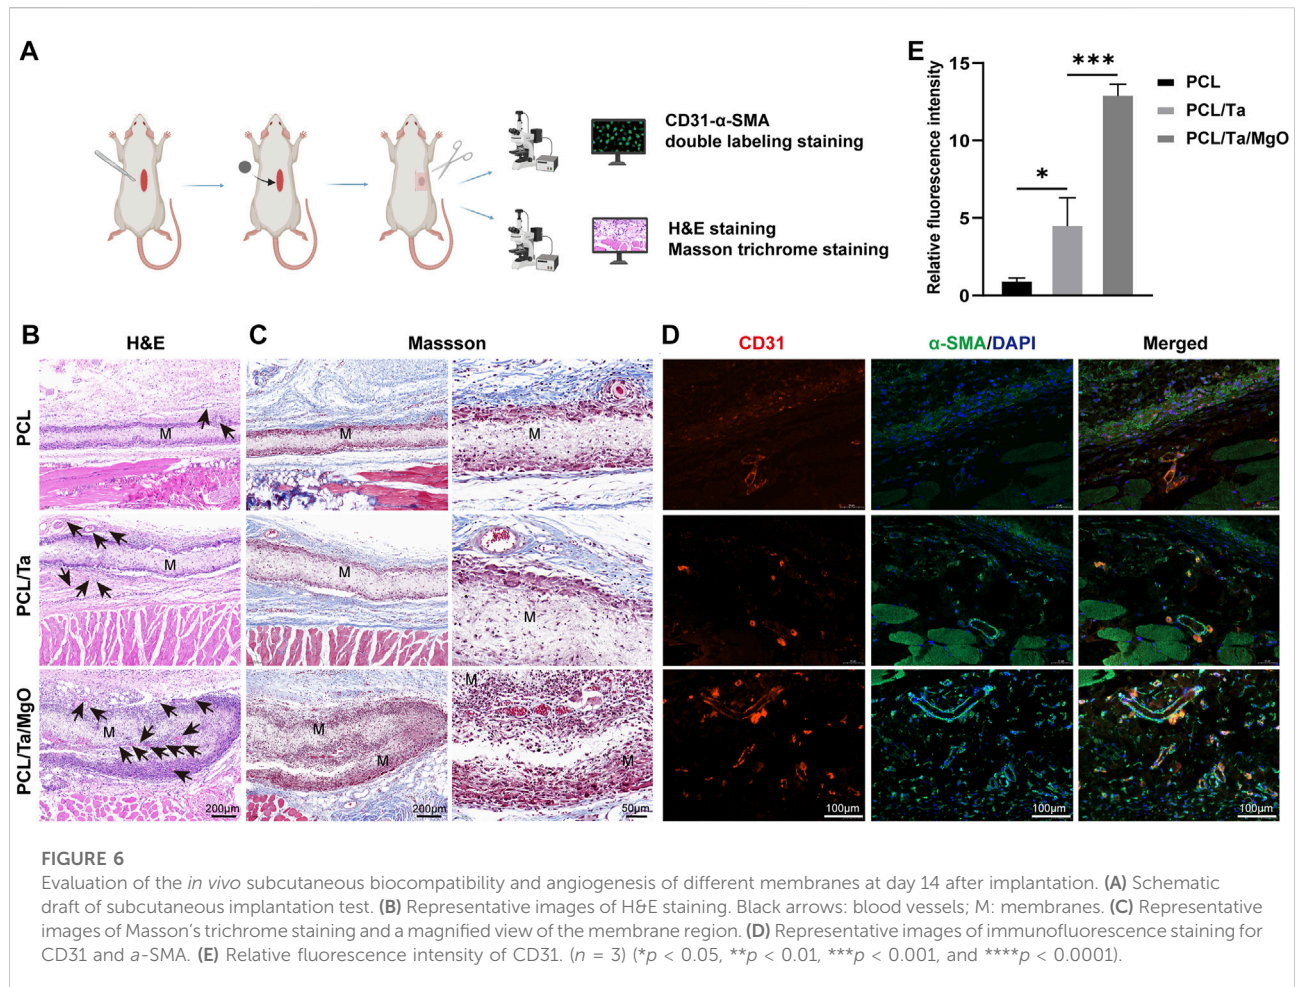 A
CD31-α-SMA
double labeling staining
H&E staining
Masson trichrome staining
E
Relative fluorescence intensity
15
10
5
0
*
***
PCL
PCL/Ta
PCL/Ta/MgO
B
H&E
C
Massson
D
CD31
α-SMA/DAPI
Merged
PCL
M
M
M
PCL/Ta
M
M
M
PCL/Ta/MgO
M
M
M
M
M
200μm
200μm
50μm
100μm
100μm
100μm
FIGURE 6
Evaluation of the in vivo subcutaneous biocompatibility and angiogenesis of different membranes at day 14 after implantation. (A) Schematic
draft of subcutaneous implantation test. (B) Representative images of H&E staining. Black arrows: blood vessels; M: membranes. (C) Representative
images of Masson's trichrome staining and a magnified view of the membrane region. (D) Representative images of immunofluorescence staining for
CD31 and a-SMA. (E) Relative fluorescence intensity of CD31. (n = 3) (*p < 0.05, **p < 0.01, ***p < 0.001, and ****p < 0.0001).